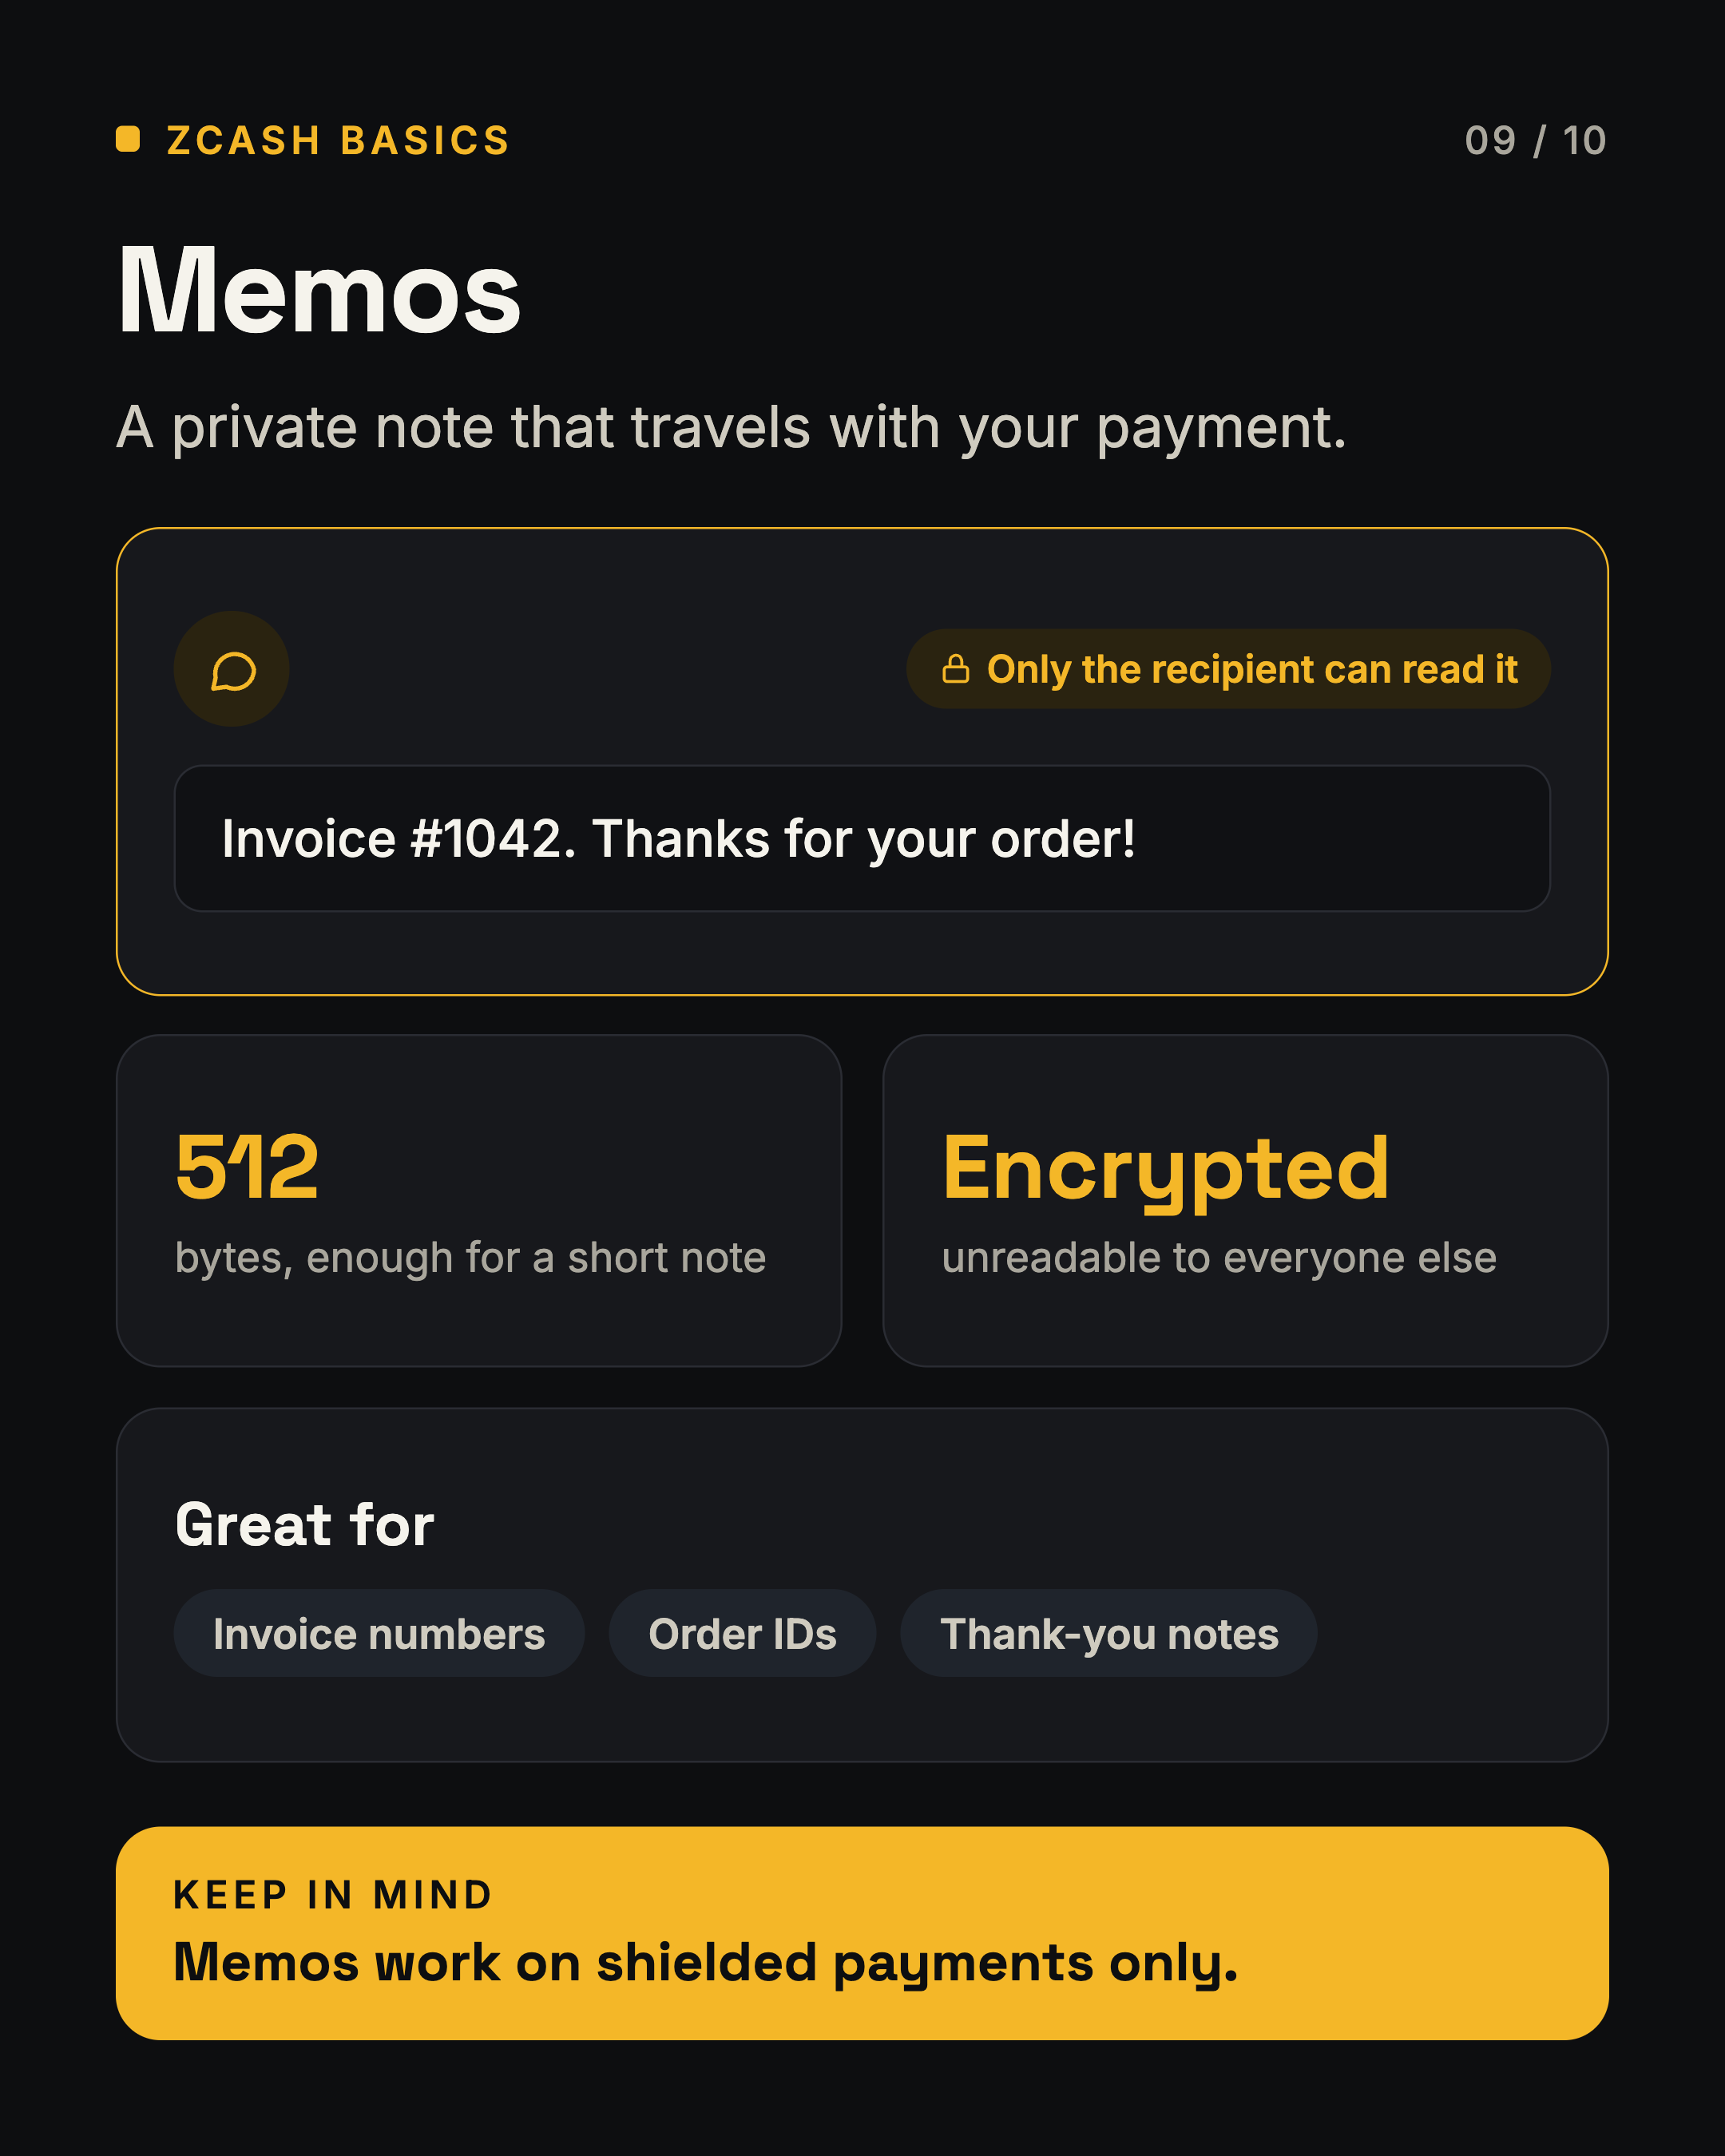 ZCASH BASICS
09 / 10
Memos
A private note that travels with your payment.
Only the recipient can read it
Invoice #1042. Thanks for your order!
512
bytes, enough for a short note
Encrypted
unreadable to everyone else
Great for
Invoice numbers
Order IDs
Thank-you notes
KEEP IN MIND
Memos work on shielded payments only.